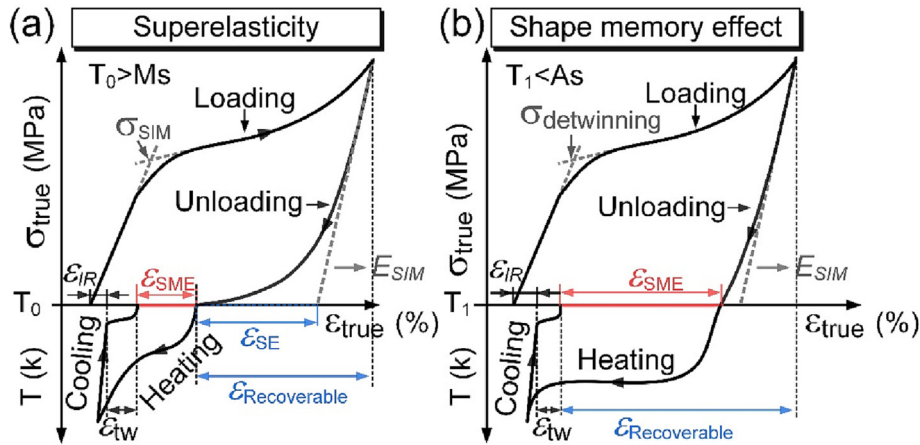 (a)
Superelasticity
T₀>Ms
Loading
σSIM
σtrue (MPa)
Unloading
εIR
εSME
ESIM
T₀
εtrue (%)
εSE
Cooling
Heating
T (k)
εRecoverable
εtw
(b)
Shape memory effect
T₁<As
Loading
σdetwinning
σtrue (MPa)
Unloading
εIR
εSME
ESIM
T₁
εtrue (%)
Cooling
Heating
T (k)
εtw
εRecoverable